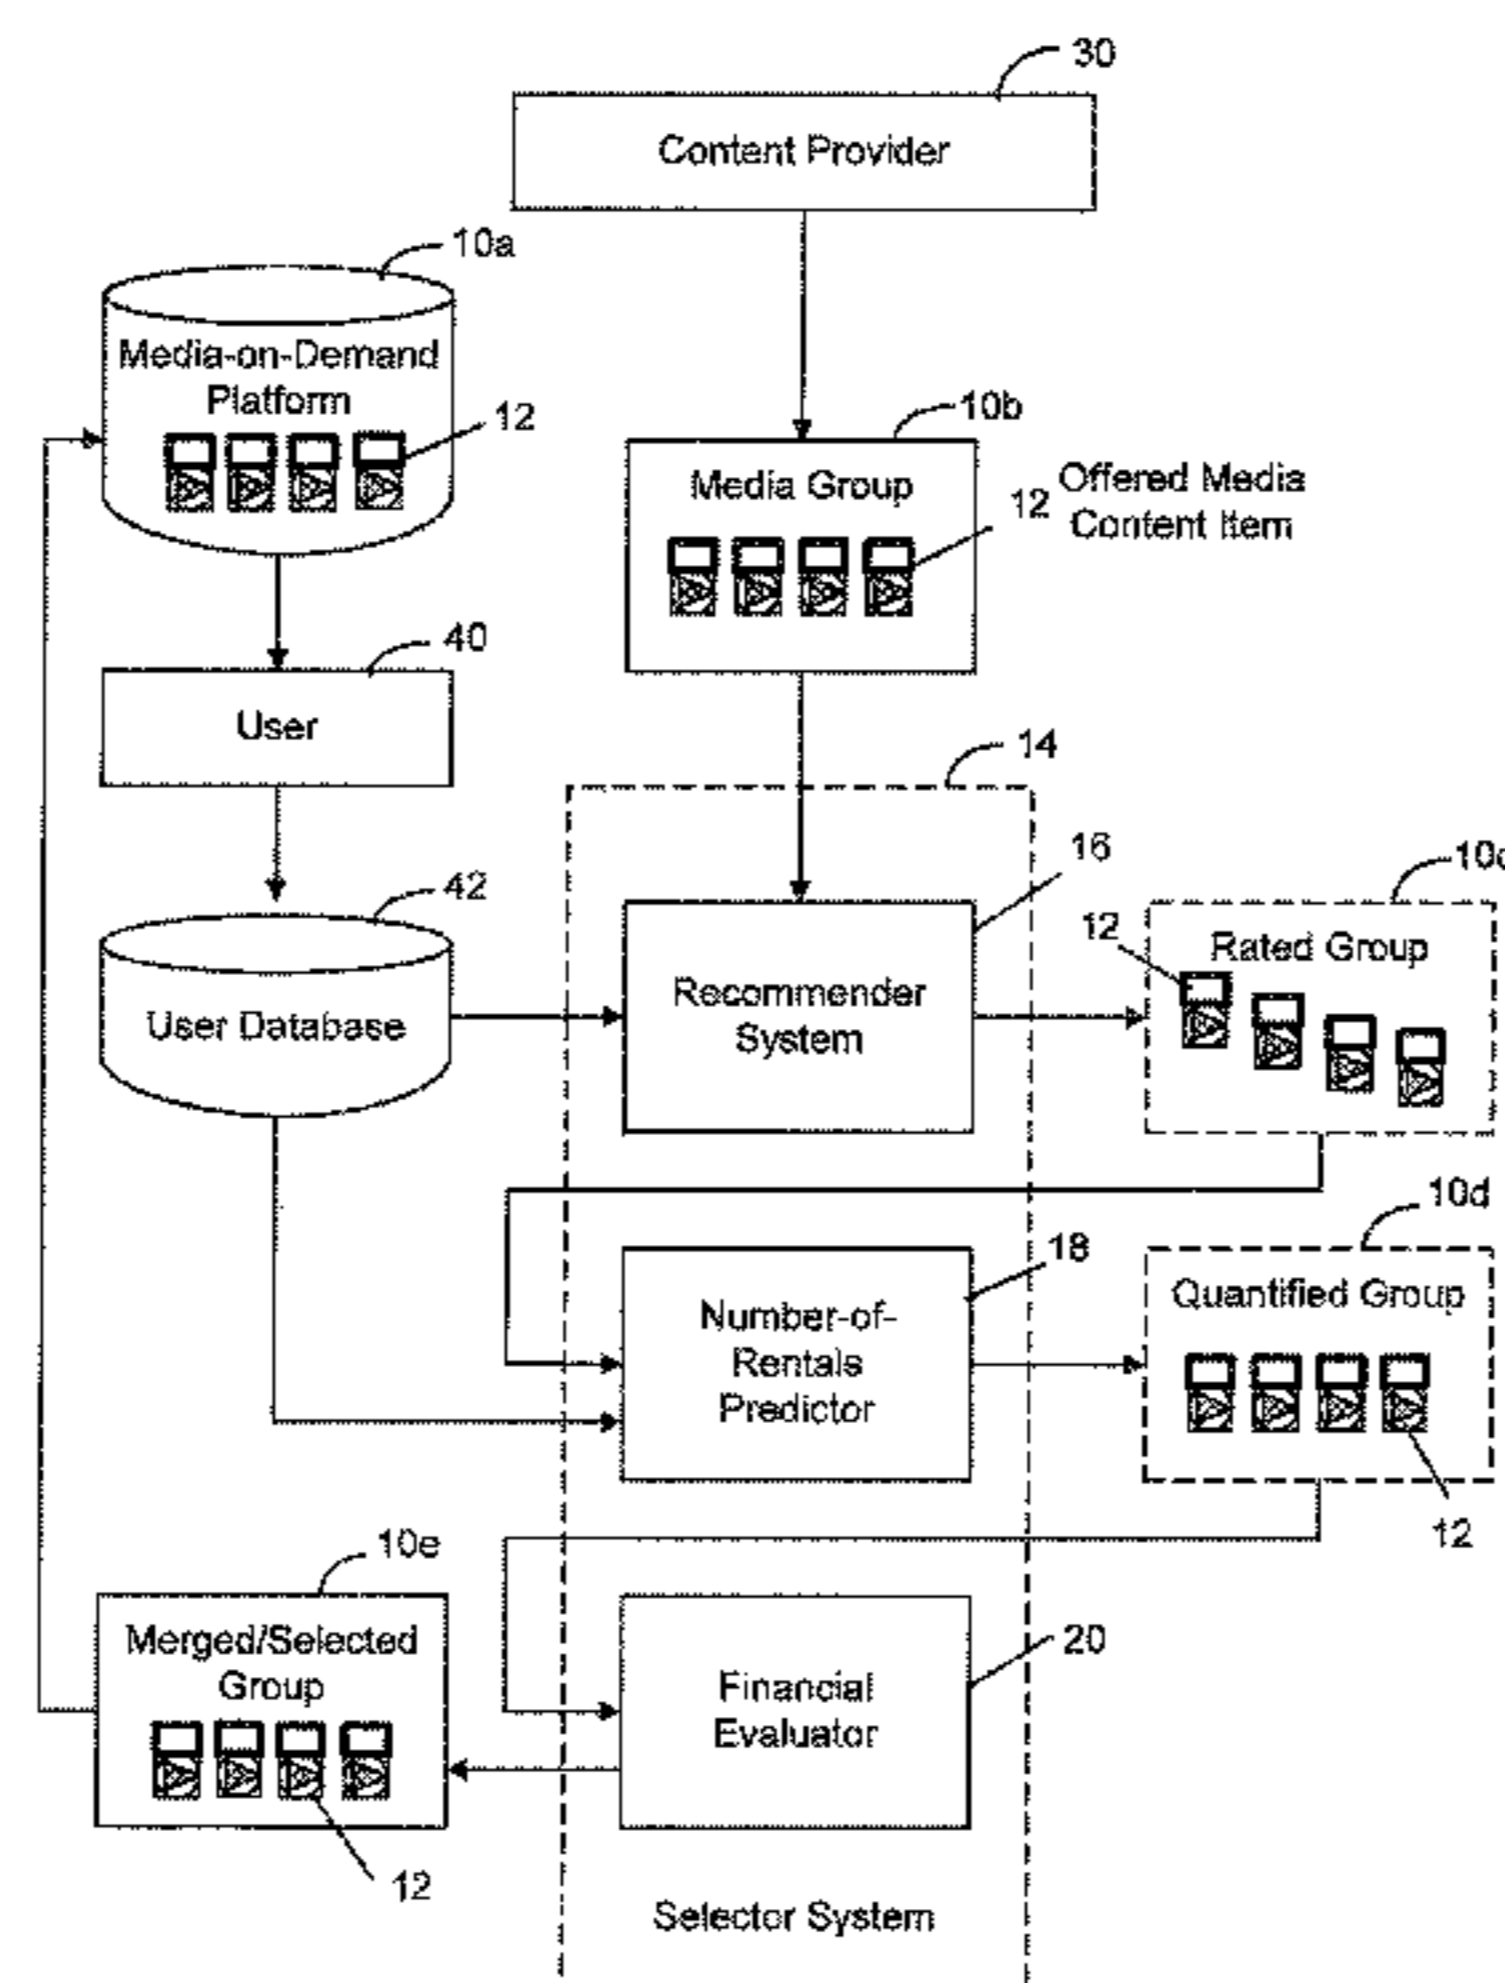 30
Content Provider
10a
Media-on-Demand
Platform
12
10b
Media Group
12
Offered Media
Content Item
40
User
14
16
42
User Database
Recommender
System
10c
12
Rated Group
10d
18
Number-of-
Rentals
Predictor
Quantified Group
12
10e
Merged/Selected
Group
12
20
Financial
Evaluator
Selector System